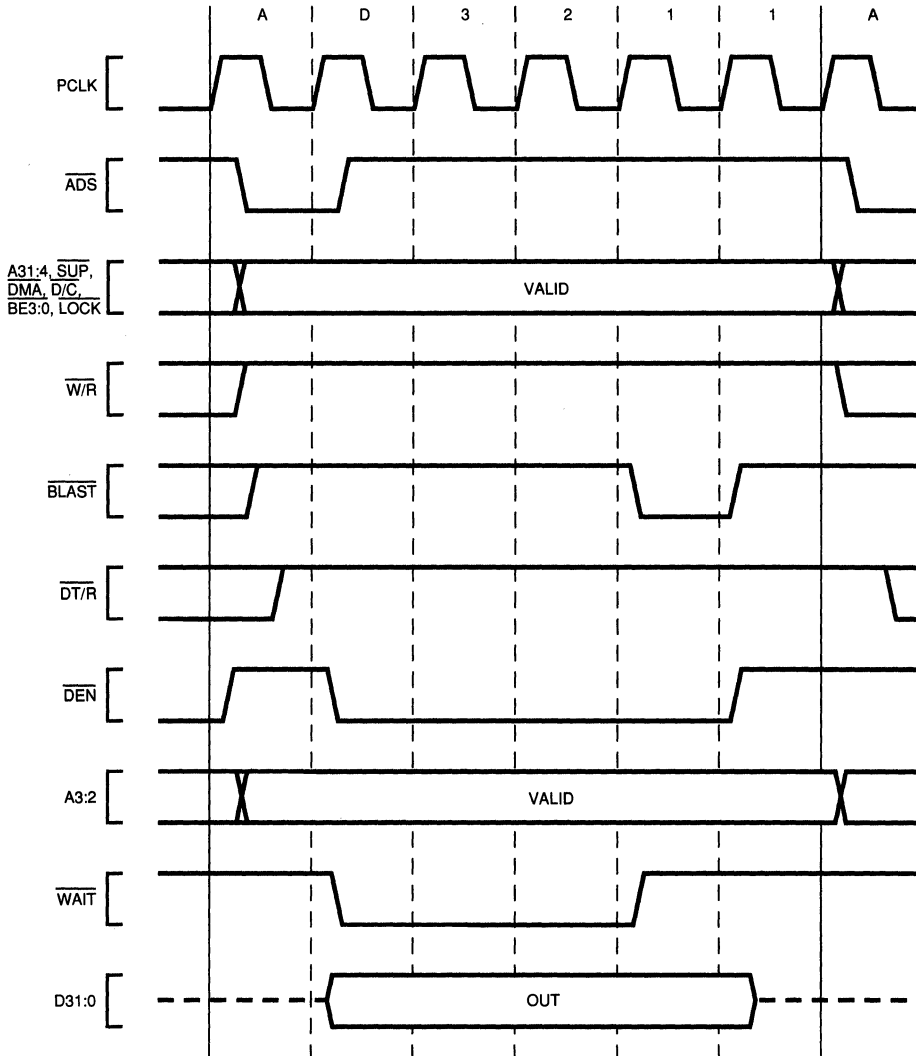 A D 3 2 1 1 A
PCLK
ADS
A31:4, SUP,
DMA, D/C,
BE3:0, LOCK
VALID
W/R
BLAST
DT/R
DEN
A3:2
VALID
WAIT
D31:0
OUT